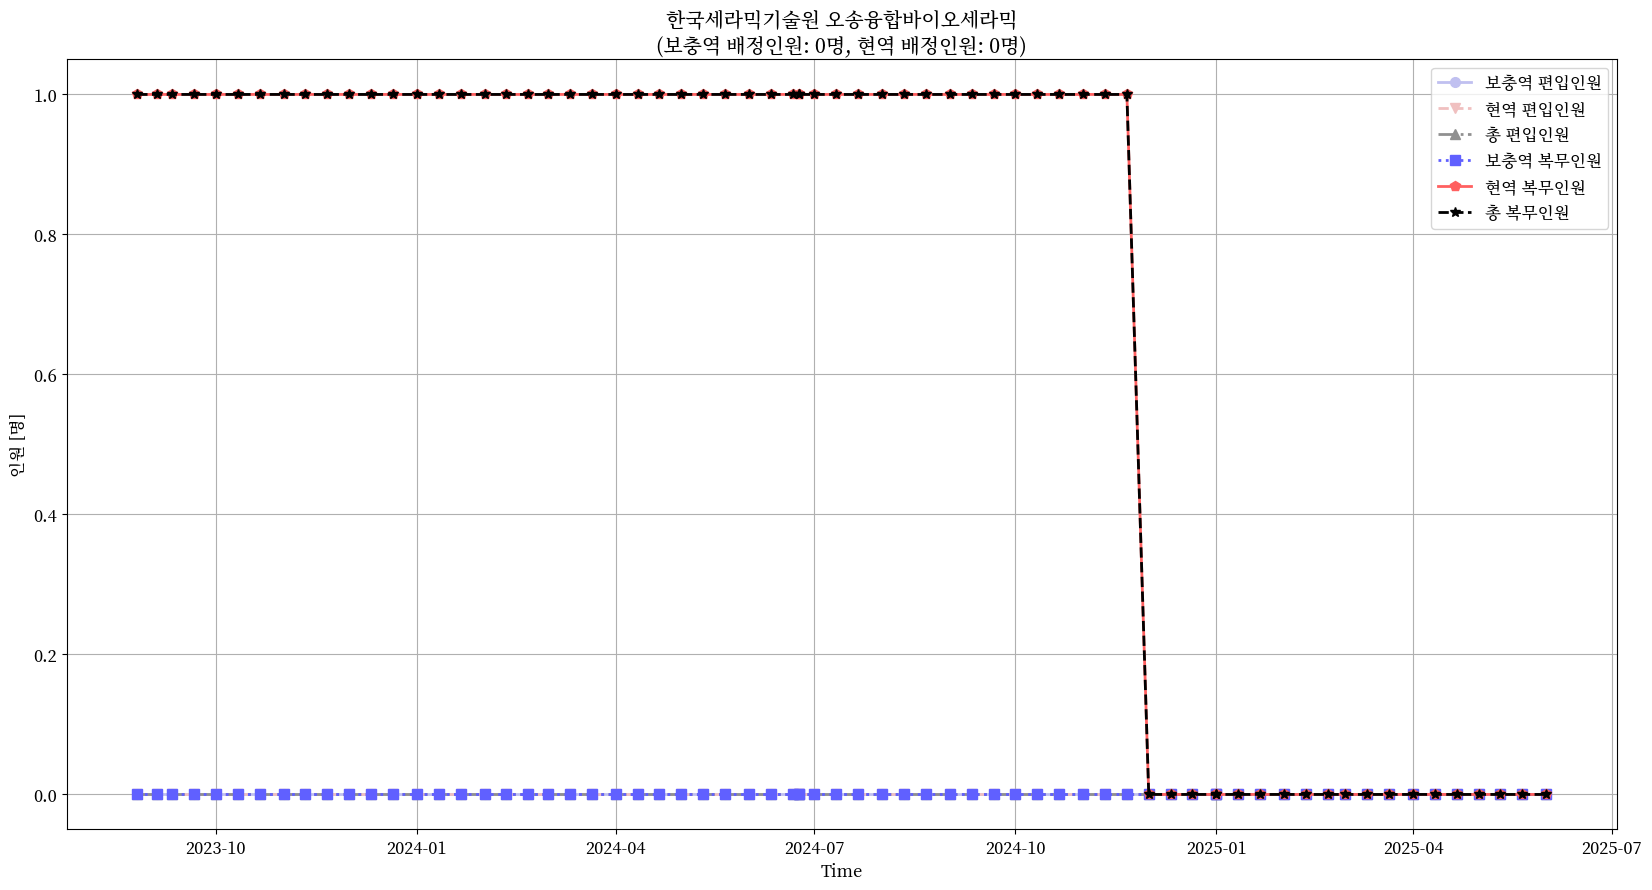 한국세라믹기술원 오송융합바이오세라믹
(보충역 배정인원: 0명, 현역 배정인원: 0명)
보충역 편입인원
현역 편입인원
총 편입인원
보충역 복무인원
현역 복무인원
총 복무인원
인원 [명]
1.0
0.8
0.6
0.4
0.2
0.0
2023-10
2024-01
2024-04
2024-07
2024-10
2025-01
2025-04
2025-07
Time